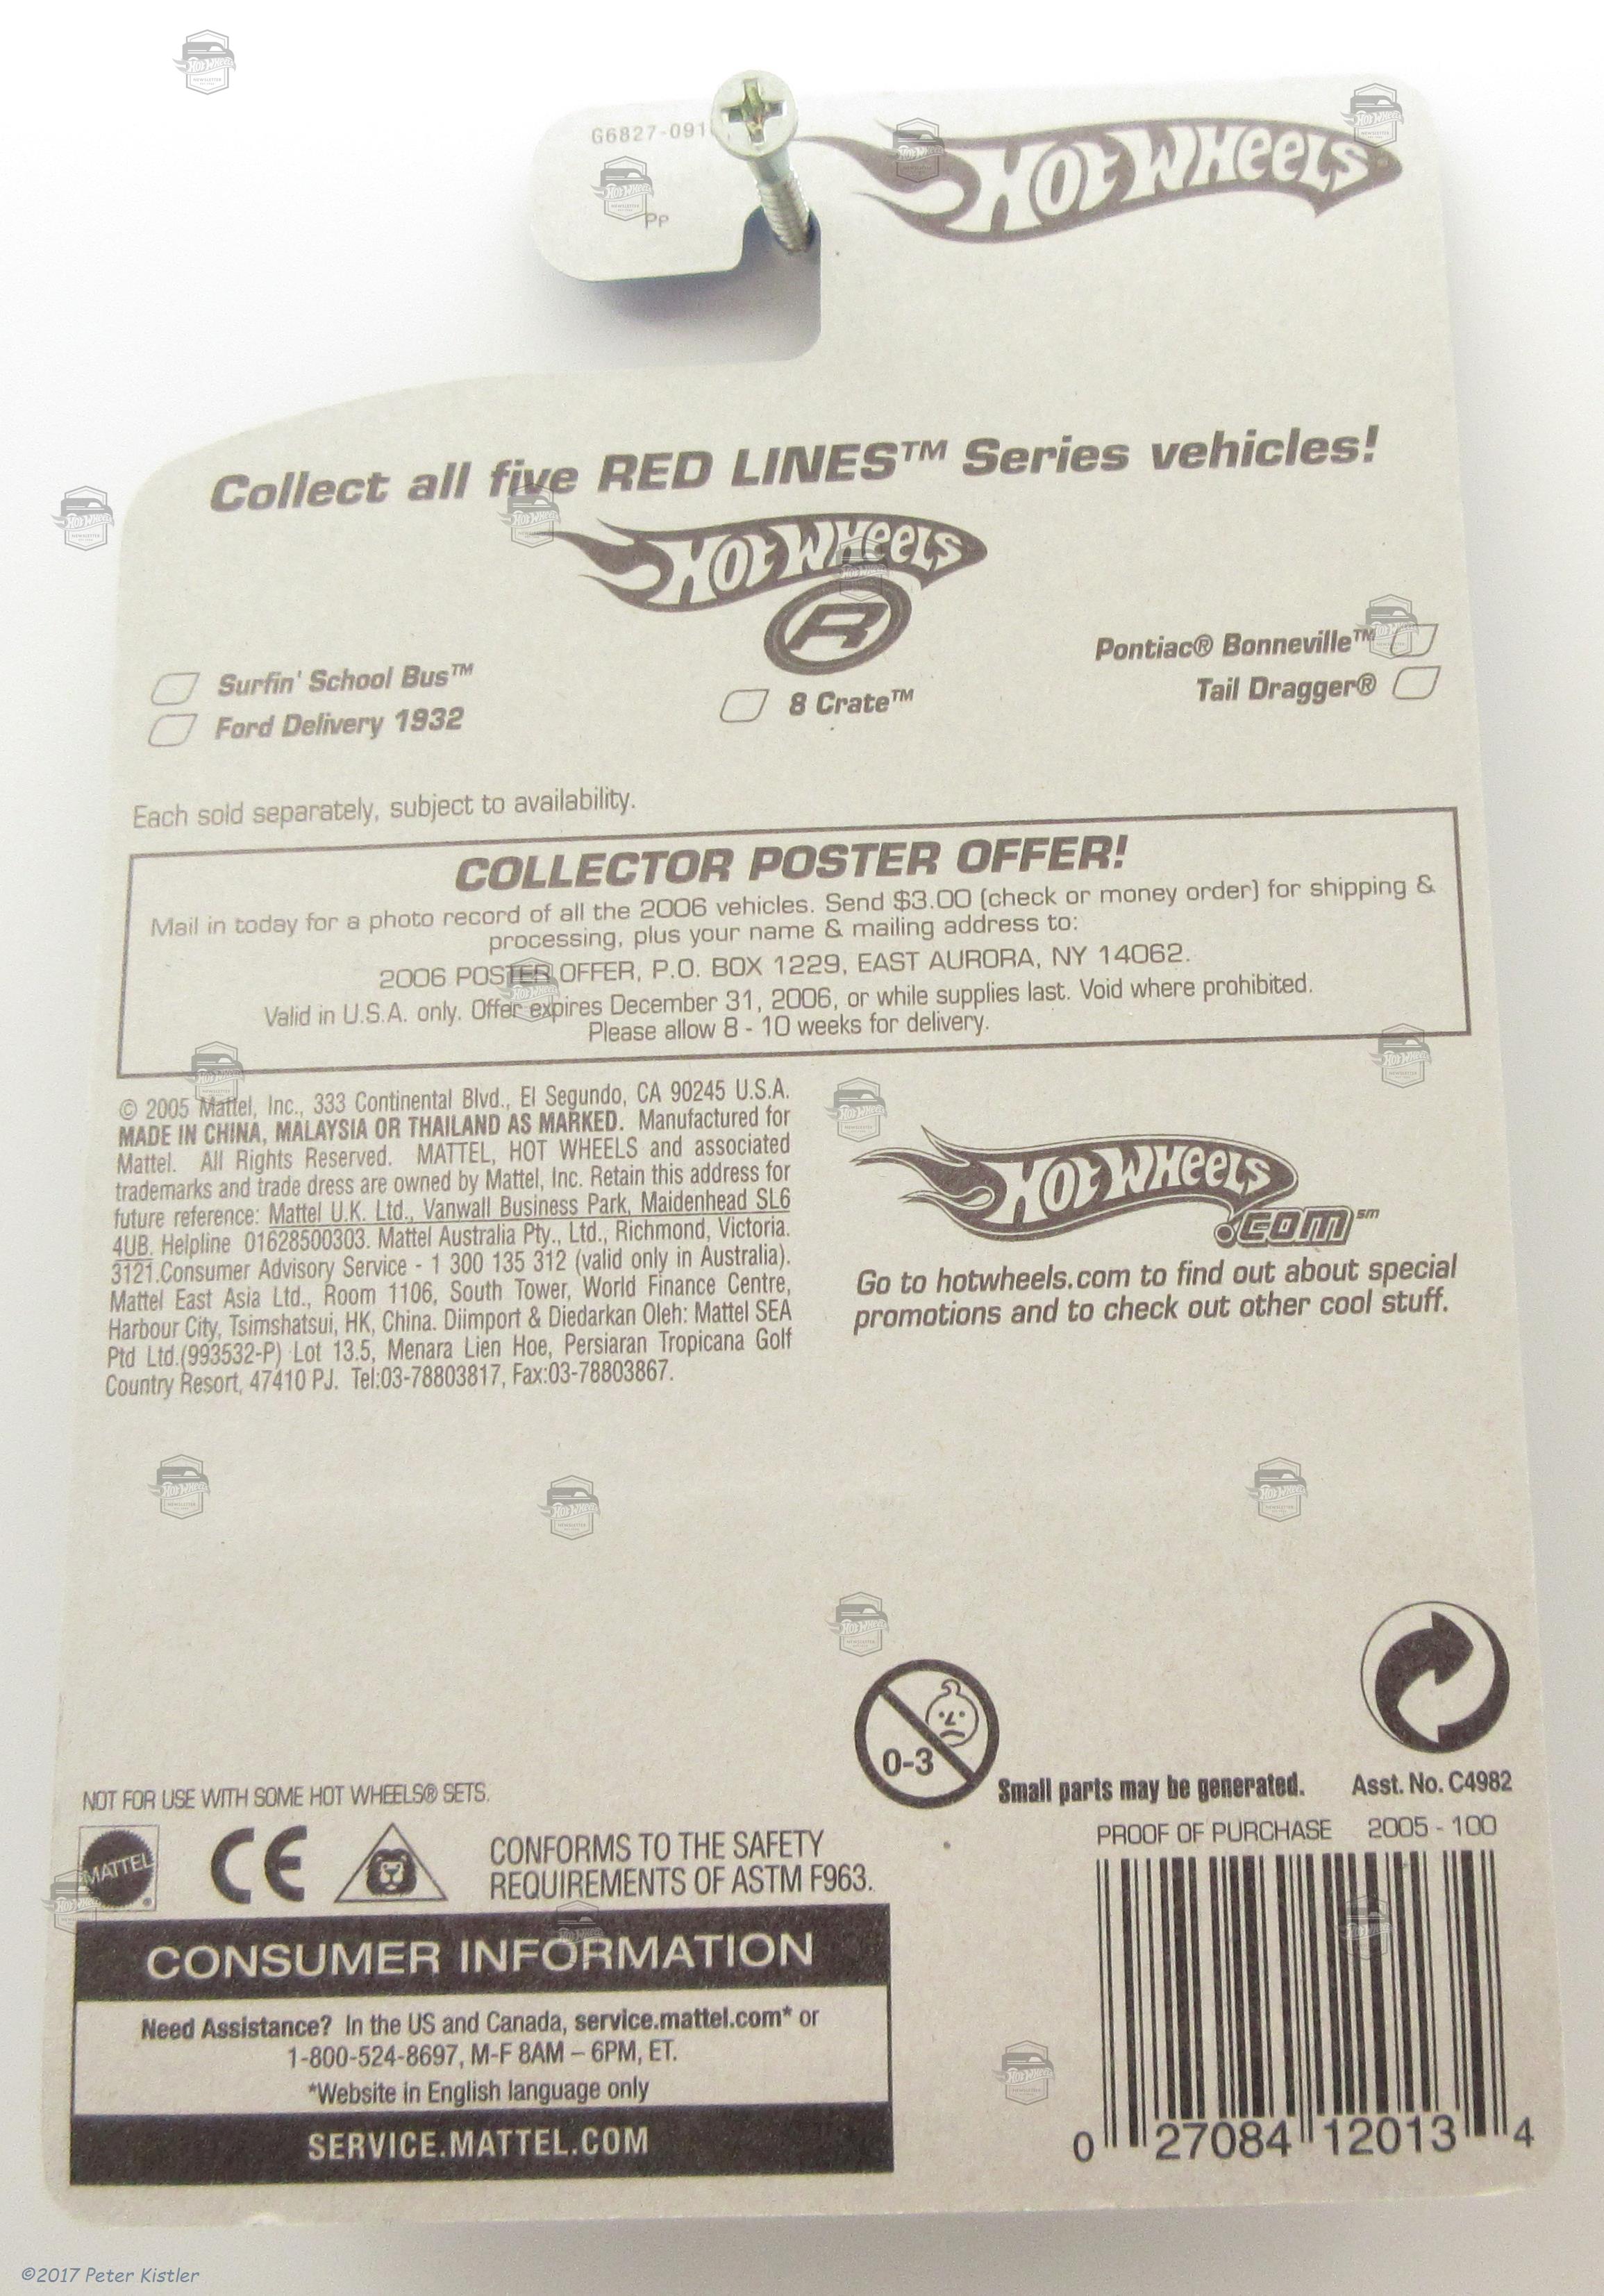 G6827-091
Pp
HOT WHEELS
Collect all five RED LINES™ Series vehicles!
HOT WHEELS
R
Surfin' School Bus™
Ford Delivery 1932
8 Crate™
Pontiac® Bonneville™
Tail Dragger®
Each sold separately, subject to availability.
COLLECTOR POSTER OFFER!
Mail in today for a photo record of all the 2006 vehicles. Send $3.00 (check or money order) for shipping &
processing, plus your name & mailing address to:
2006 POSTER OFFER, P.O. BOX 1229, EAST AURORA, NY 14062.
Valid in U.S.A. only. Offer expires December 31, 2006, or while supplies last. Void where prohibited.
Please allow 8 - 10 weeks for delivery.
© 2005 Mattel, Inc., 333 Continental Blvd., El Segundo, CA 90245 U.S.A.
MADE IN CHINA, MALAYSIA OR THAILAND AS MARKED. Manufactured for
Mattel. All Rights Reserved. MATTEL, HOT WHEELS and associated
trademarks and trade dress are owned by Mattel, Inc. Retain this address for
future reference: Mattel U.K. Ltd., Vanwall Business Park, Maidenhead SL6
4UB. Helpline 01628500303. Mattel Australia Pty., Ltd., Richmond, Victoria.
3121.Consumer Advisory Service - 1 300 135 312 (valid only in Australia).
Mattel East Asia Ltd., Room 1106, South Tower, World Finance Centre,
Harbour City, Tsimshatsui, HK, China. Diimport & Diedarkan Oleh: Mattel SEA
Ptd Ltd.(993532-P) Lot 13.5, Menara Lien Hoe, Persiaran Tropicana Golf
Country Resort, 47410 PJ. Tel:03-78803817, Fax:03-78803867.
HOT WHEELS
.com℠
Go to hotwheels.com to find out about special
promotions and to check out other cool stuff.
0-3
Small parts may be generated.
Asst. No. C4982
NOT FOR USE WITH SOME HOT WHEELS® SETS.
MATTEL
CE
CONFORMS TO THE SAFETY
REQUIREMENTS OF ASTM F963.
PROOF OF PURCHASE 2005 - 100
CONSUMER INFORMATION
Need Assistance? In the US and Canada, service.mattel.com* or
1-800-524-8697, M-F 8AM – 6PM, ET.
*Website in English language only
SERVICE.MATTEL.COM
0 27084 12013 4
©2017 Peter Kistler